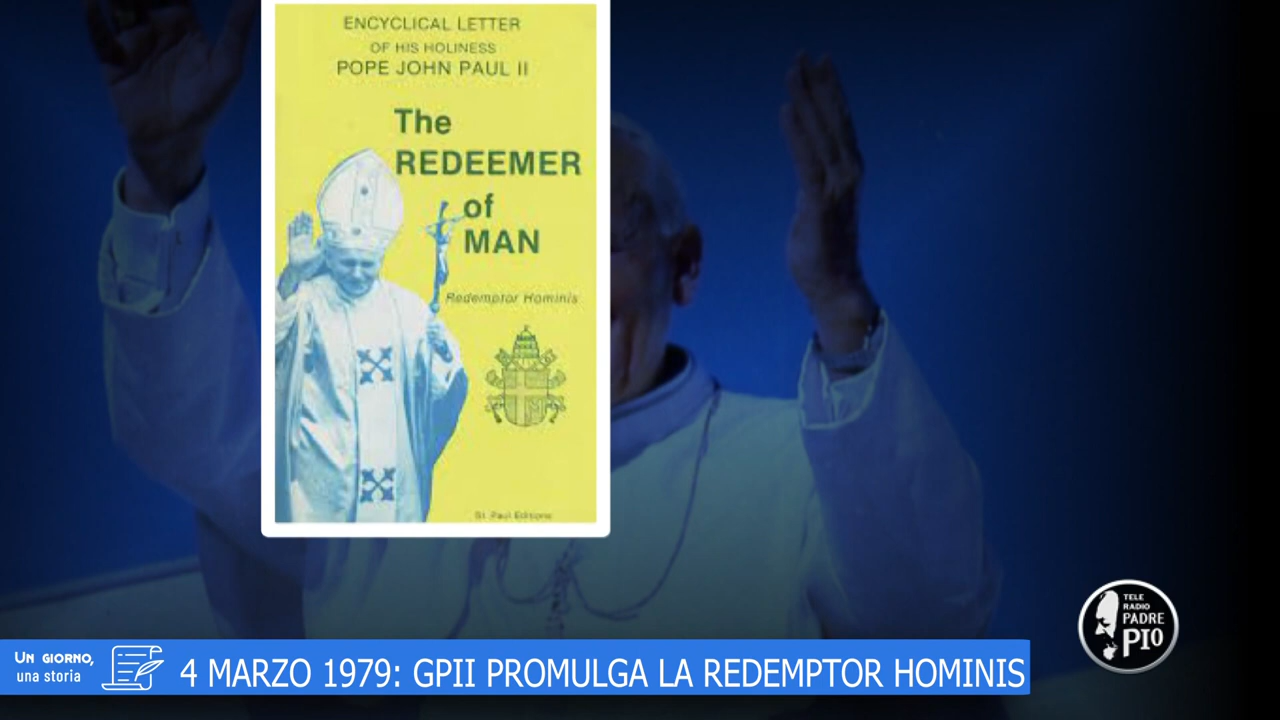 ENCYCLICAL LETTER
OF HIS HOLINESS
POPE JOHN PAUL II
The
REDEEMER
of
MAN
Redemptor Hominis
St. Paul Editions
TELE
RADIO
PADRE
PIO
UN GIORNO,
una storia
4 MARZO 1979: GPII PROMULGA LA REDEMPTOR HOMINIS